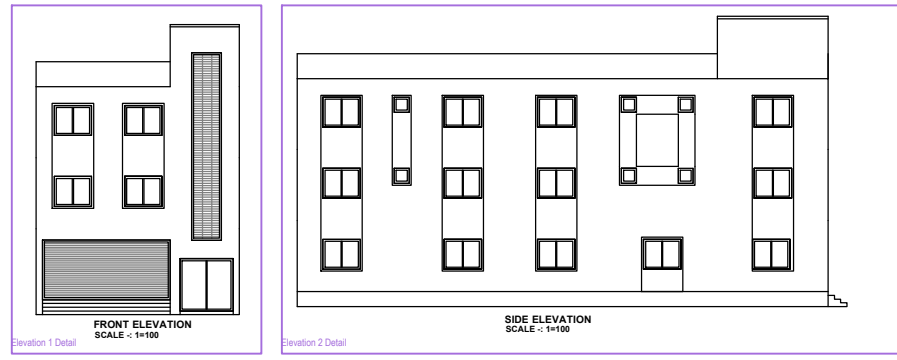 FRONT ELEVATION
SCALE -: 1=100
Elevation 1 Detail
SIDE ELEVATION
SCALE -: 1=100
Elevation 2 Detail